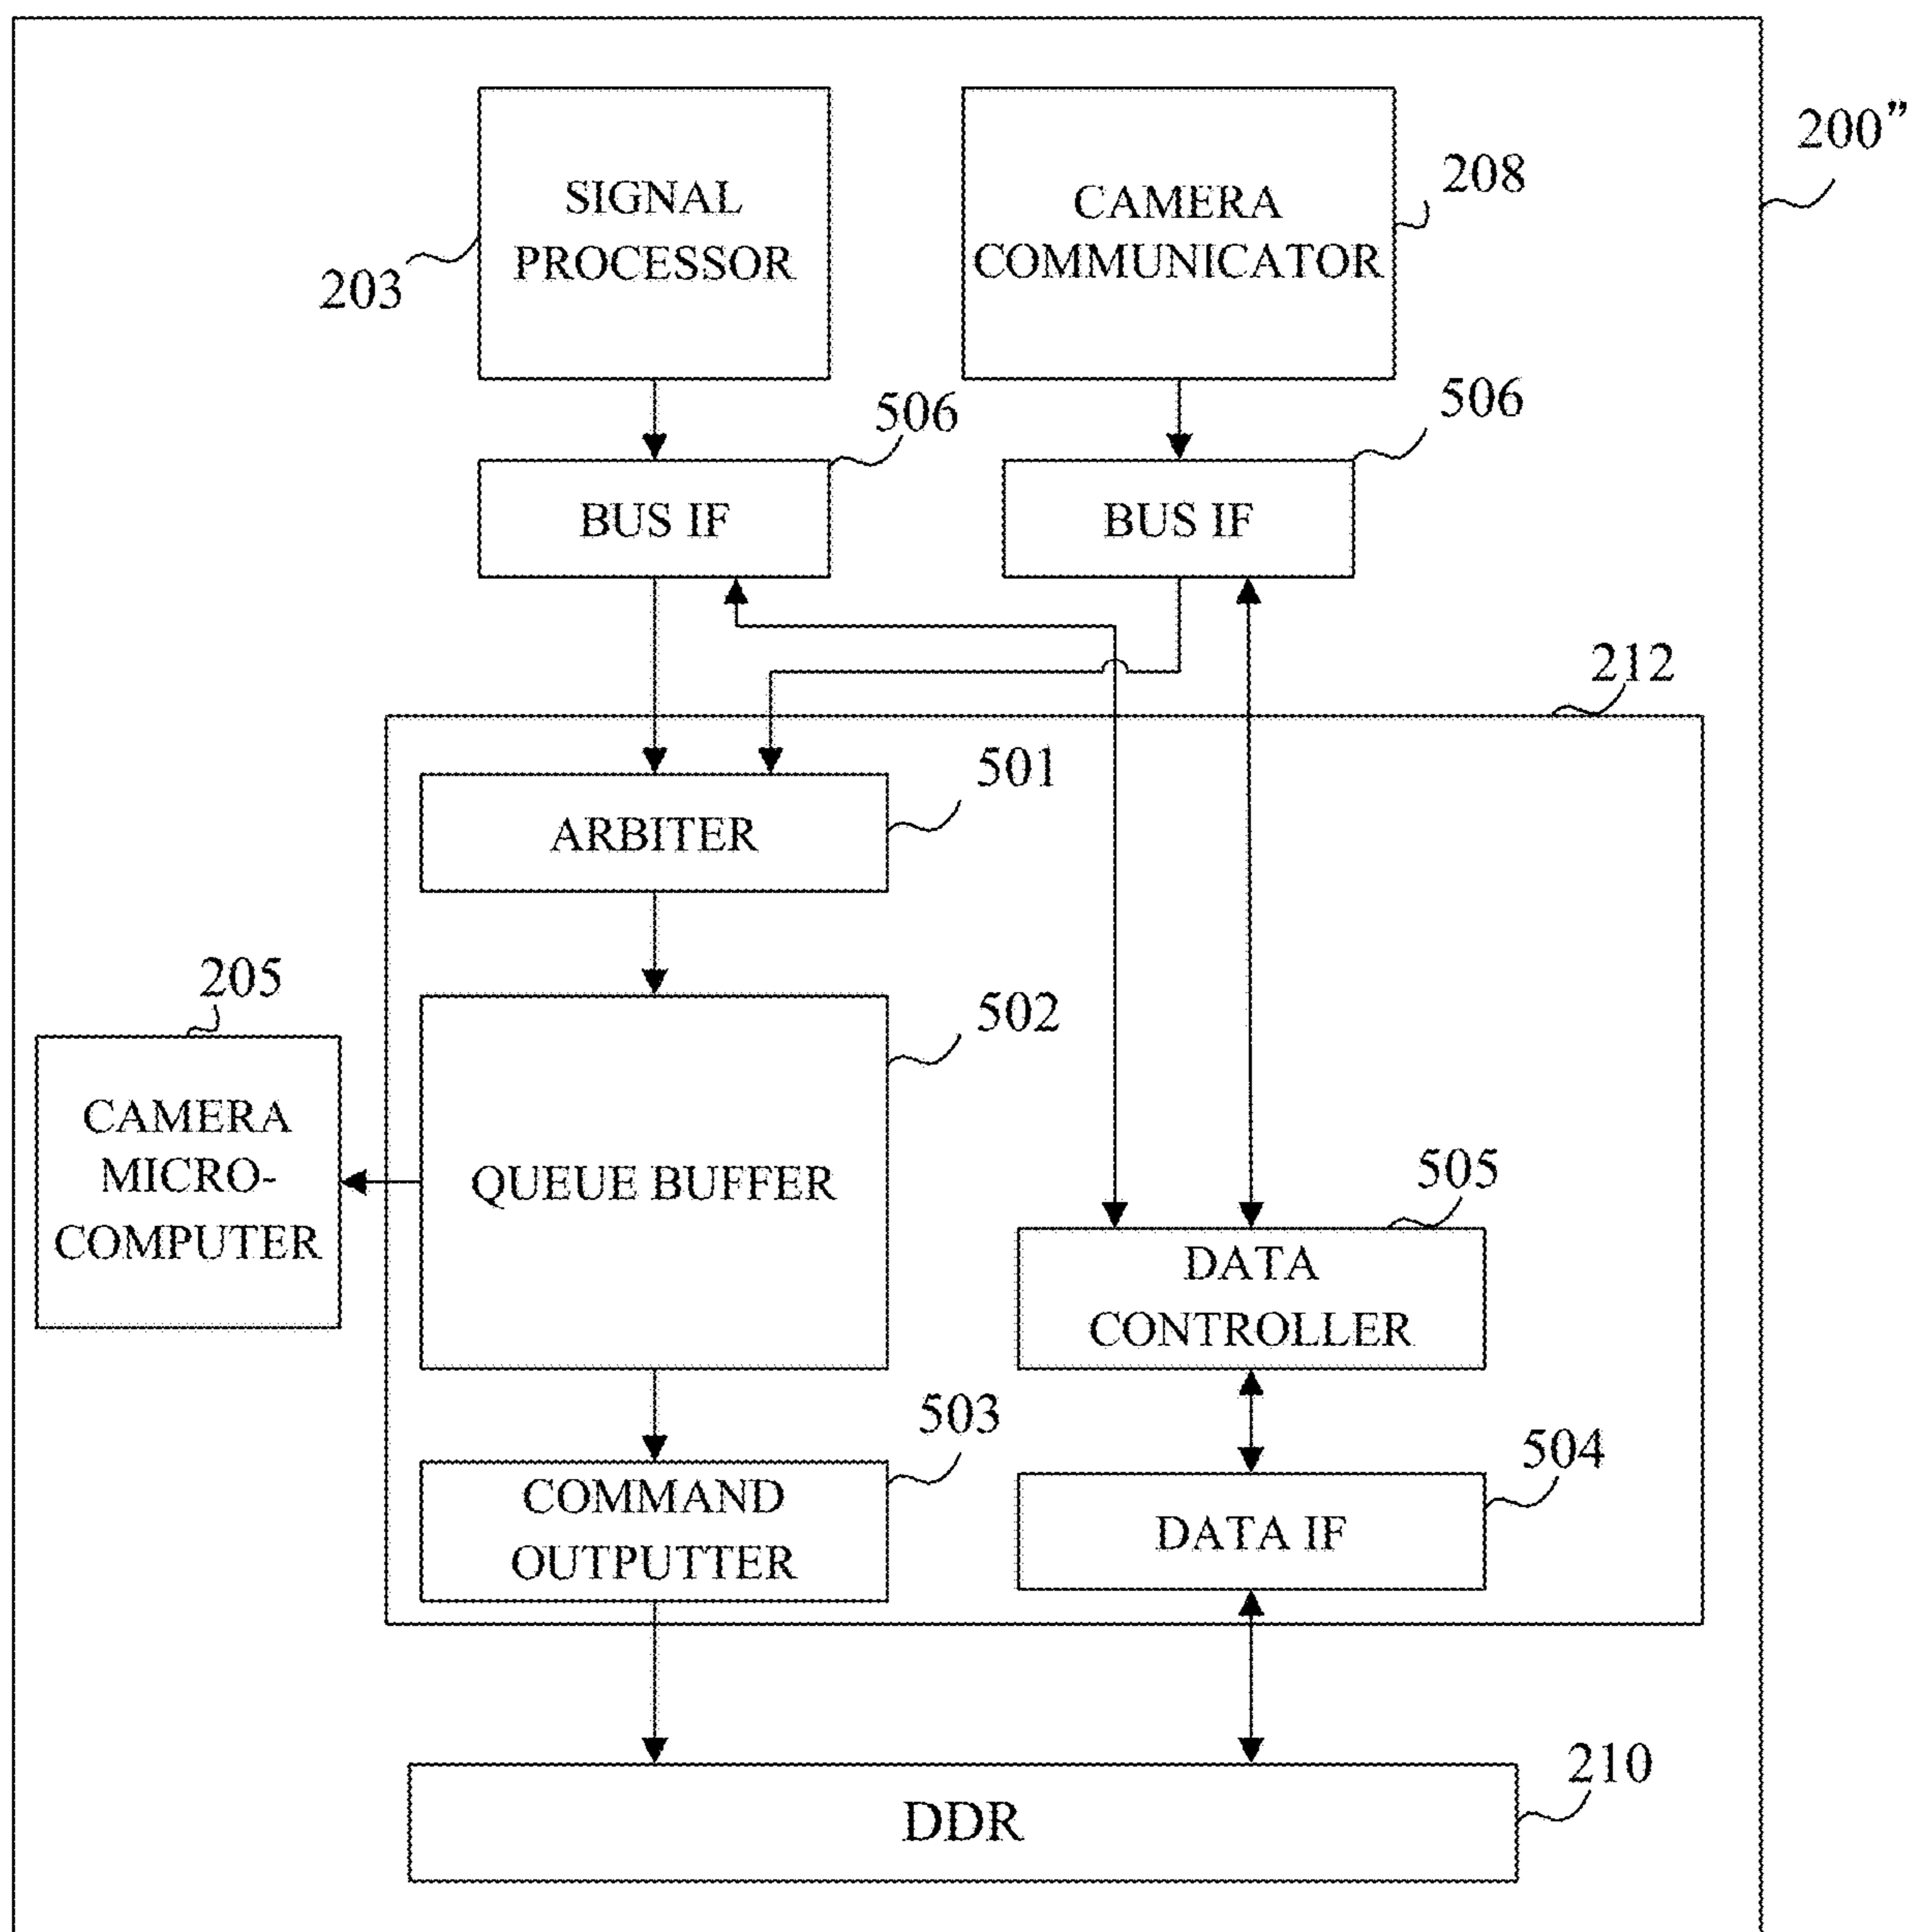 200”
SIGNAL
PROCESSOR
203
CAMERA
COMMUNICATOR
208
506
BUS IF
506
BUS IF
212
501
ARBITER
205
CAMERA
MICRO-
COMPUTER
502
QUEUE BUFFER
505
DATA
CONTROLLER
503
COMMAND
OUTPUTTER
504
DATA IF
210
DDR